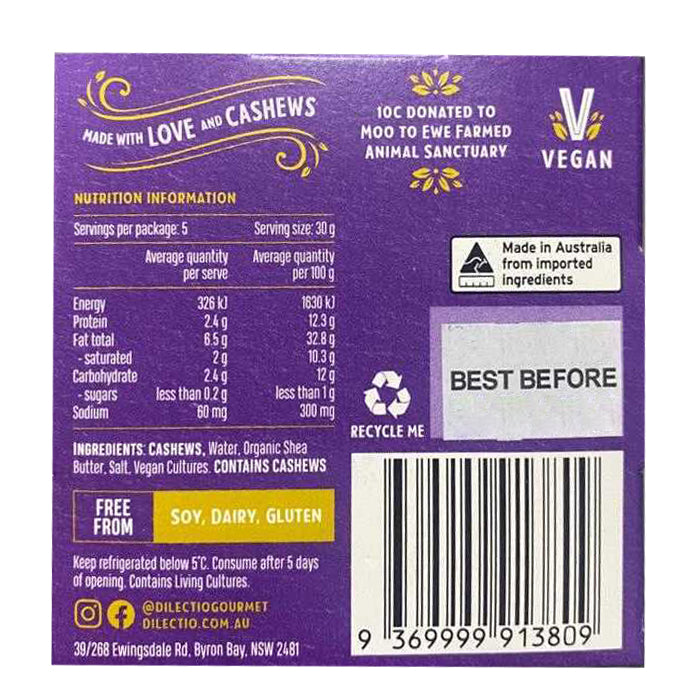 MADE WITH LOVE AND CASHEWS
10C DONATED TO
MOO TO EWE FARMED
ANIMAL SANCTUARY
V
VEGAN
NUTRITION INFORMATION
Servings per package: 5 Serving size: 30 g
Average quantity Average quantity
per serve per 100 g
Energy 326 kJ 1630 kJ
Protein 2.4 g 12.3 g
Fat total 6.5 g 32.8 g
- saturated 2 g 10.3 g
Carbohydrate 2.4 g 12 g
- sugars less than 0.2 g less than 1 g
Sodium 60 mg 300 mg
INGREDIENTS: CASHEWS, Water, Organic Shea
Butter, Salt, Vegan Cultures. CONTAINS CASHEWS
FREE
FROM
SOY, DAIRY, GLUTEN
Keep refrigerated below 5°C. Consume after 5 days
of opening. Contains Living Cultures.
@DILECTIOGOURMET
DILECTIO.COM.AU
39/268 Ewingsdale Rd, Byron Bay, NSW 2481
Made in Australia
from imported
ingredients
BEST BEFORE
RECYCLE ME
9 369999 913809